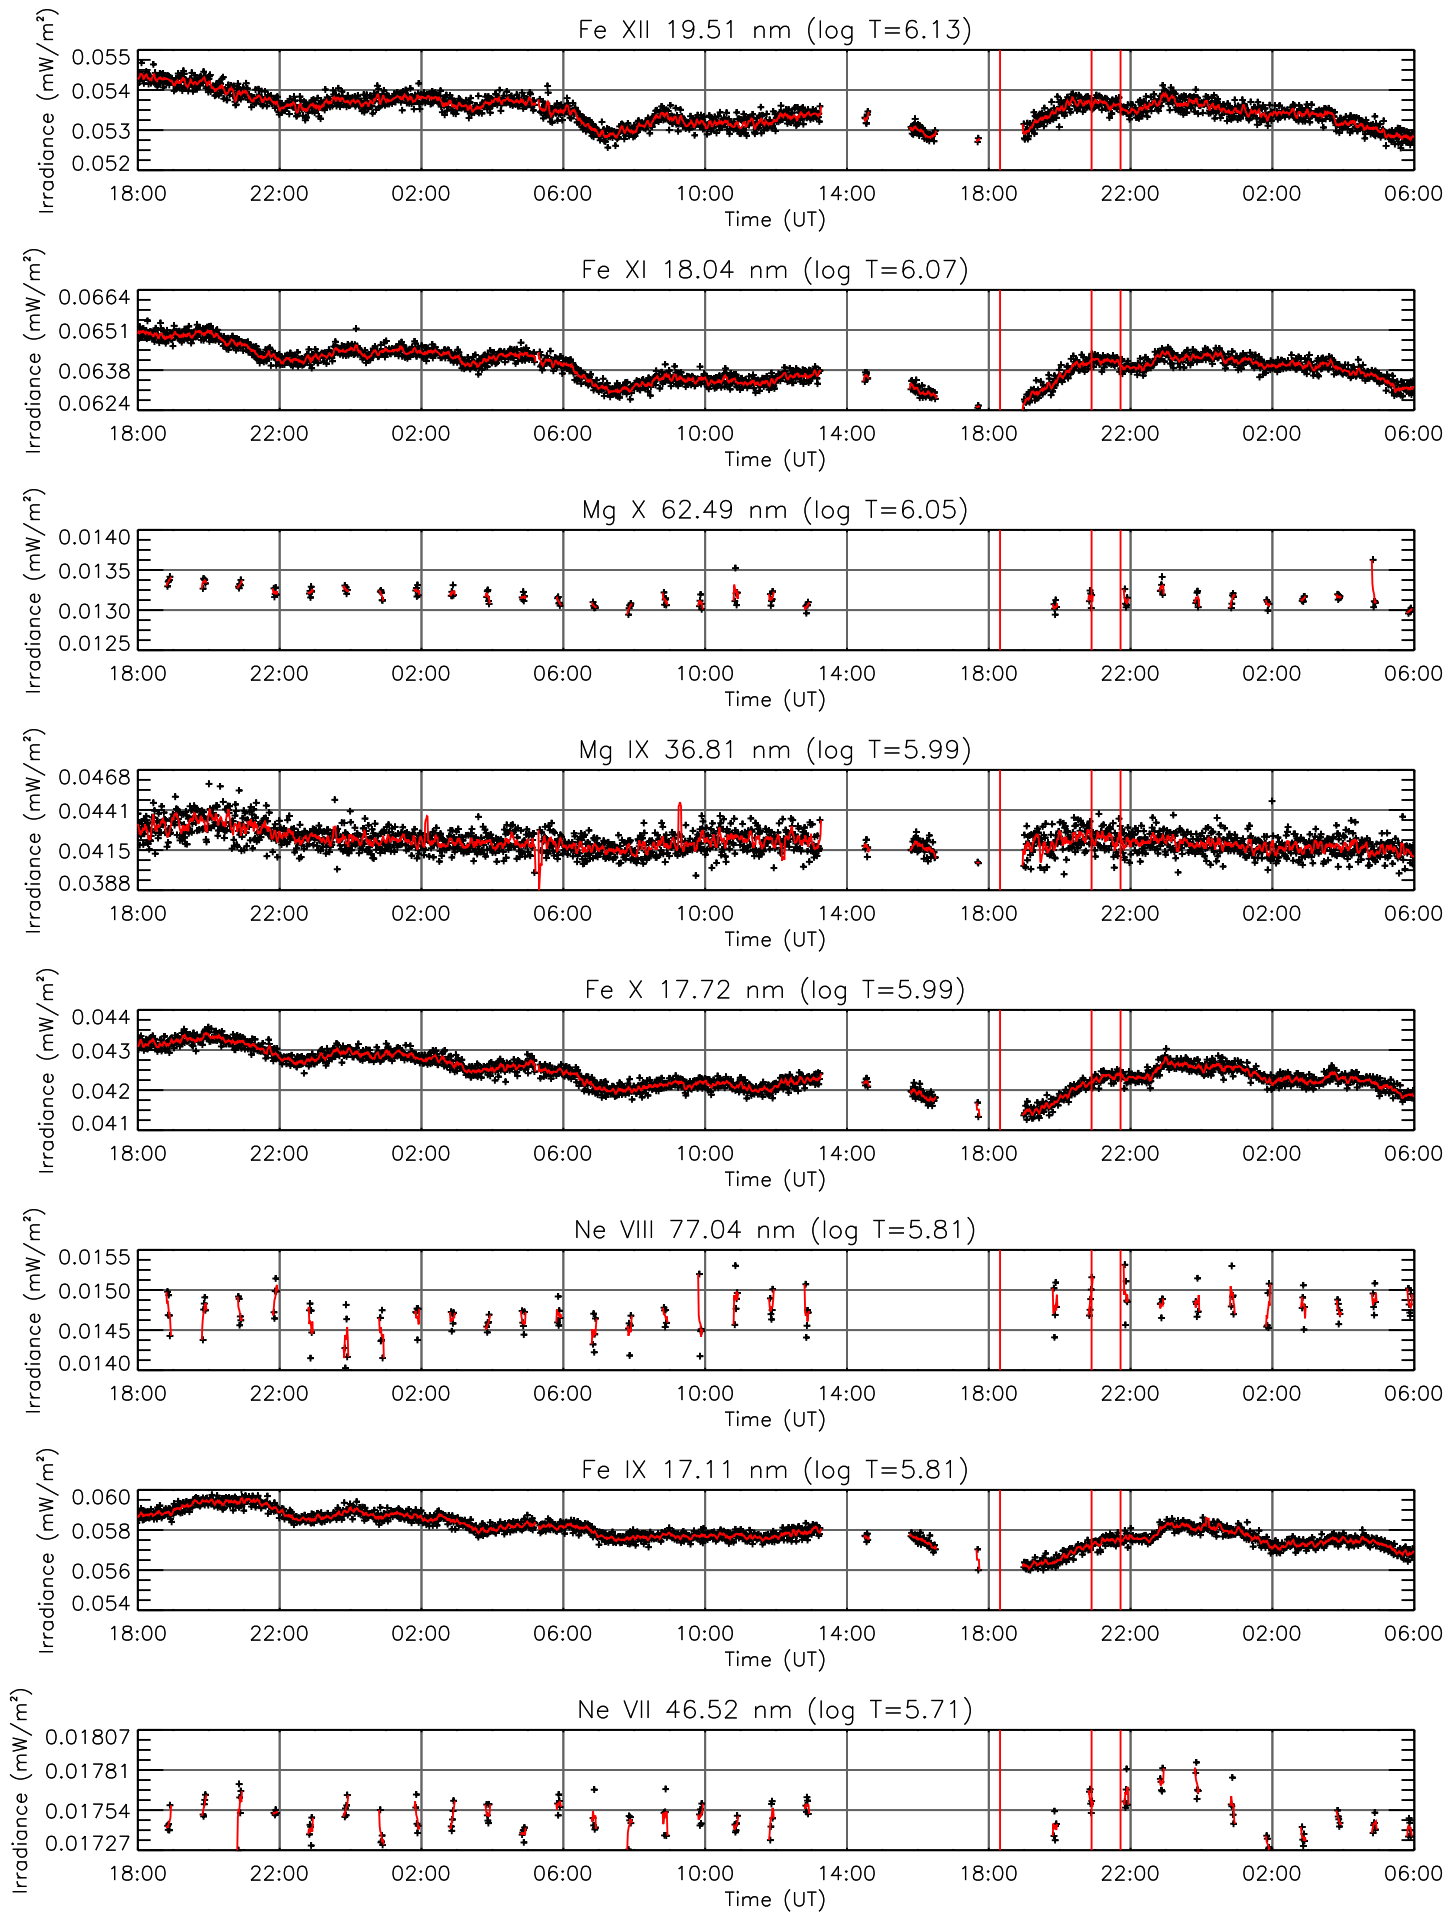 Fe XII 19.51 nm (log T=6.13)
Irradiance (mW/m²)
0.055
0.054
0.053
0.052
18:00 22:00 02:00 06:00 10:00 14:00 18:00 22:00 02:00 06:00
Time (UT)
Fe XI 18.04 nm (log T=6.07)
Irradiance (mW/m²)
0.0664
0.0651
0.0638
0.0624
18:00 22:00 02:00 06:00 10:00 14:00 18:00 22:00 02:00 06:00
Time (UT)
Mg X 62.49 nm (log T=6.05)
Irradiance (mW/m²)
0.0140
0.0135
0.0130
0.0125
18:00 22:00 02:00 06:00 10:00 14:00 18:00 22:00 02:00 06:00
Time (UT)
Mg IX 36.81 nm (log T=5.99)
Irradiance (mW/m²)
0.0468
0.0441
0.0415
0.0388
18:00 22:00 02:00 06:00 10:00 14:00 18:00 22:00 02:00 06:00
Time (UT)
Fe X 17.72 nm (log T=5.99)
Irradiance (mW/m²)
0.044
0.043
0.042
0.041
18:00 22:00 02:00 06:00 10:00 14:00 18:00 22:00 02:00 06:00
Time (UT)
Ne VIII 77.04 nm (log T=5.81)
Irradiance (mW/m²)
0.0155
0.0150
0.0145
0.0140
18:00 22:00 02:00 06:00 10:00 14:00 18:00 22:00 02:00 06:00
Time (UT)
Fe IX 17.11 nm (log T=5.81)
Irradiance (mW/m²)
0.060
0.058
0.056
0.054
18:00 22:00 02:00 06:00 10:00 14:00 18:00 22:00 02:00 06:00
Time (UT)
Ne VII 46.52 nm (log T=5.71)
Irradiance (mW/m²)
0.01807
0.01781
0.01754
0.01727
18:00 22:00 02:00 06:00 10:00 14:00 18:00 22:00 02:00 06:00
Time (UT)